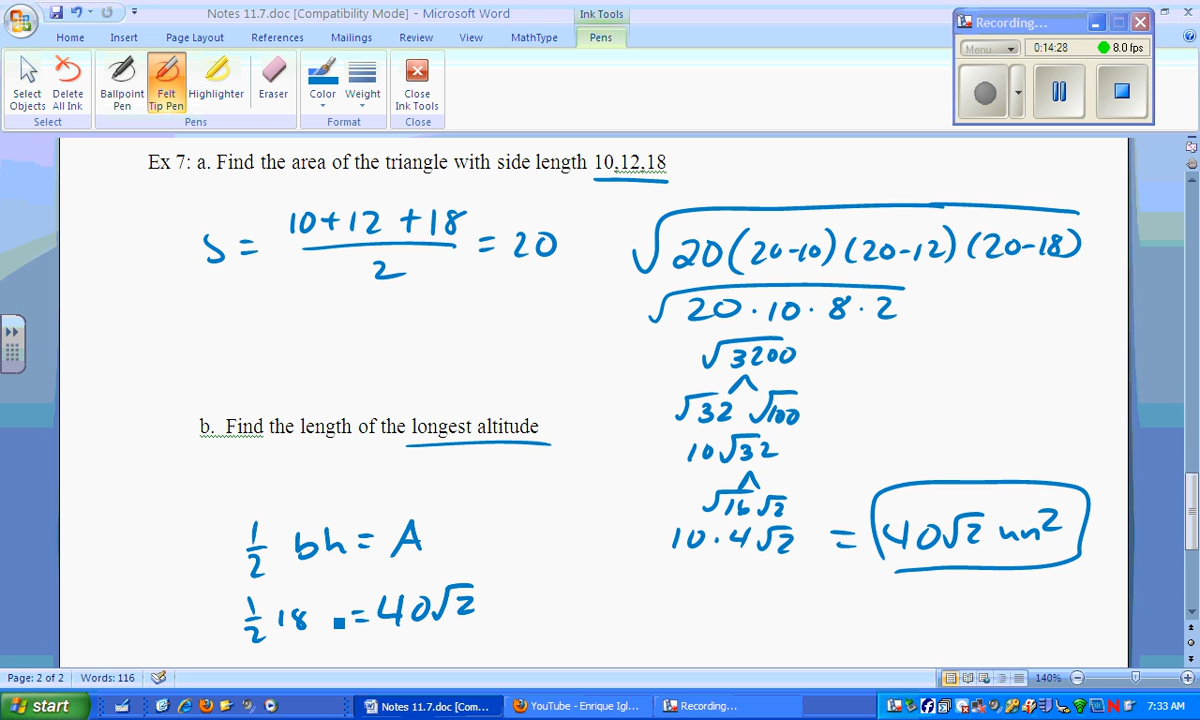 Notes 11.7.doc [Compatibility Mode] - Microsoft Word
Ink Tools
Home Insert Page Layout References Mailings Review View MathType Pens
Recording...
Menu 0:14:28 8.0 fps
Select Objects
Delete All Ink
Ballpoint Pen
Felt Tip Pen
Highlighter
Eraser
Color
Weight
Close Ink Tools
Select Pens Format Close
Ex 7: a. Find the area of the triangle with side length 10,12,18
S = (10+12+18)/2 = 20
√20(20-10)(20-12)(20-18)
√20·10·8·2
√3200
√32 √100
10√32
√16 √2
10·4√2 = 40√2 un²
b. Find the length of the longest altitude
1/2 bh = A
1/2 18 = 40√2
Page: 2 of 2 Words: 116 140%
start Notes 11.7.doc [Com... YouTube - Enrique Igl... Recording... 7:33 AM